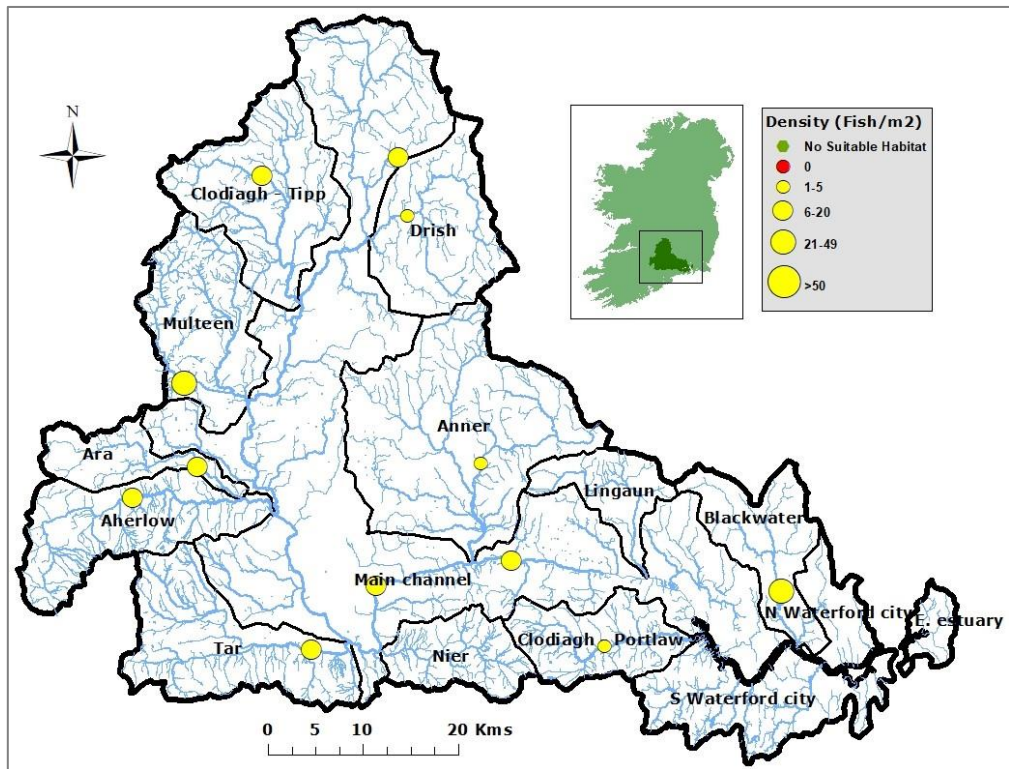 N
Density (Fish/m2)
No Suitable Habitat
0
1-5
6-20
21-49
>50
Clodiagh - Tipp
Drish
Multeen
Anner
Ara
Lingaun
Aherlow
Blackwater
Main channel
N Waterford city
E. estuary
Clodiagh Portlaw
Tar
Nier
S Waterford city
0 5 10 20 Kms